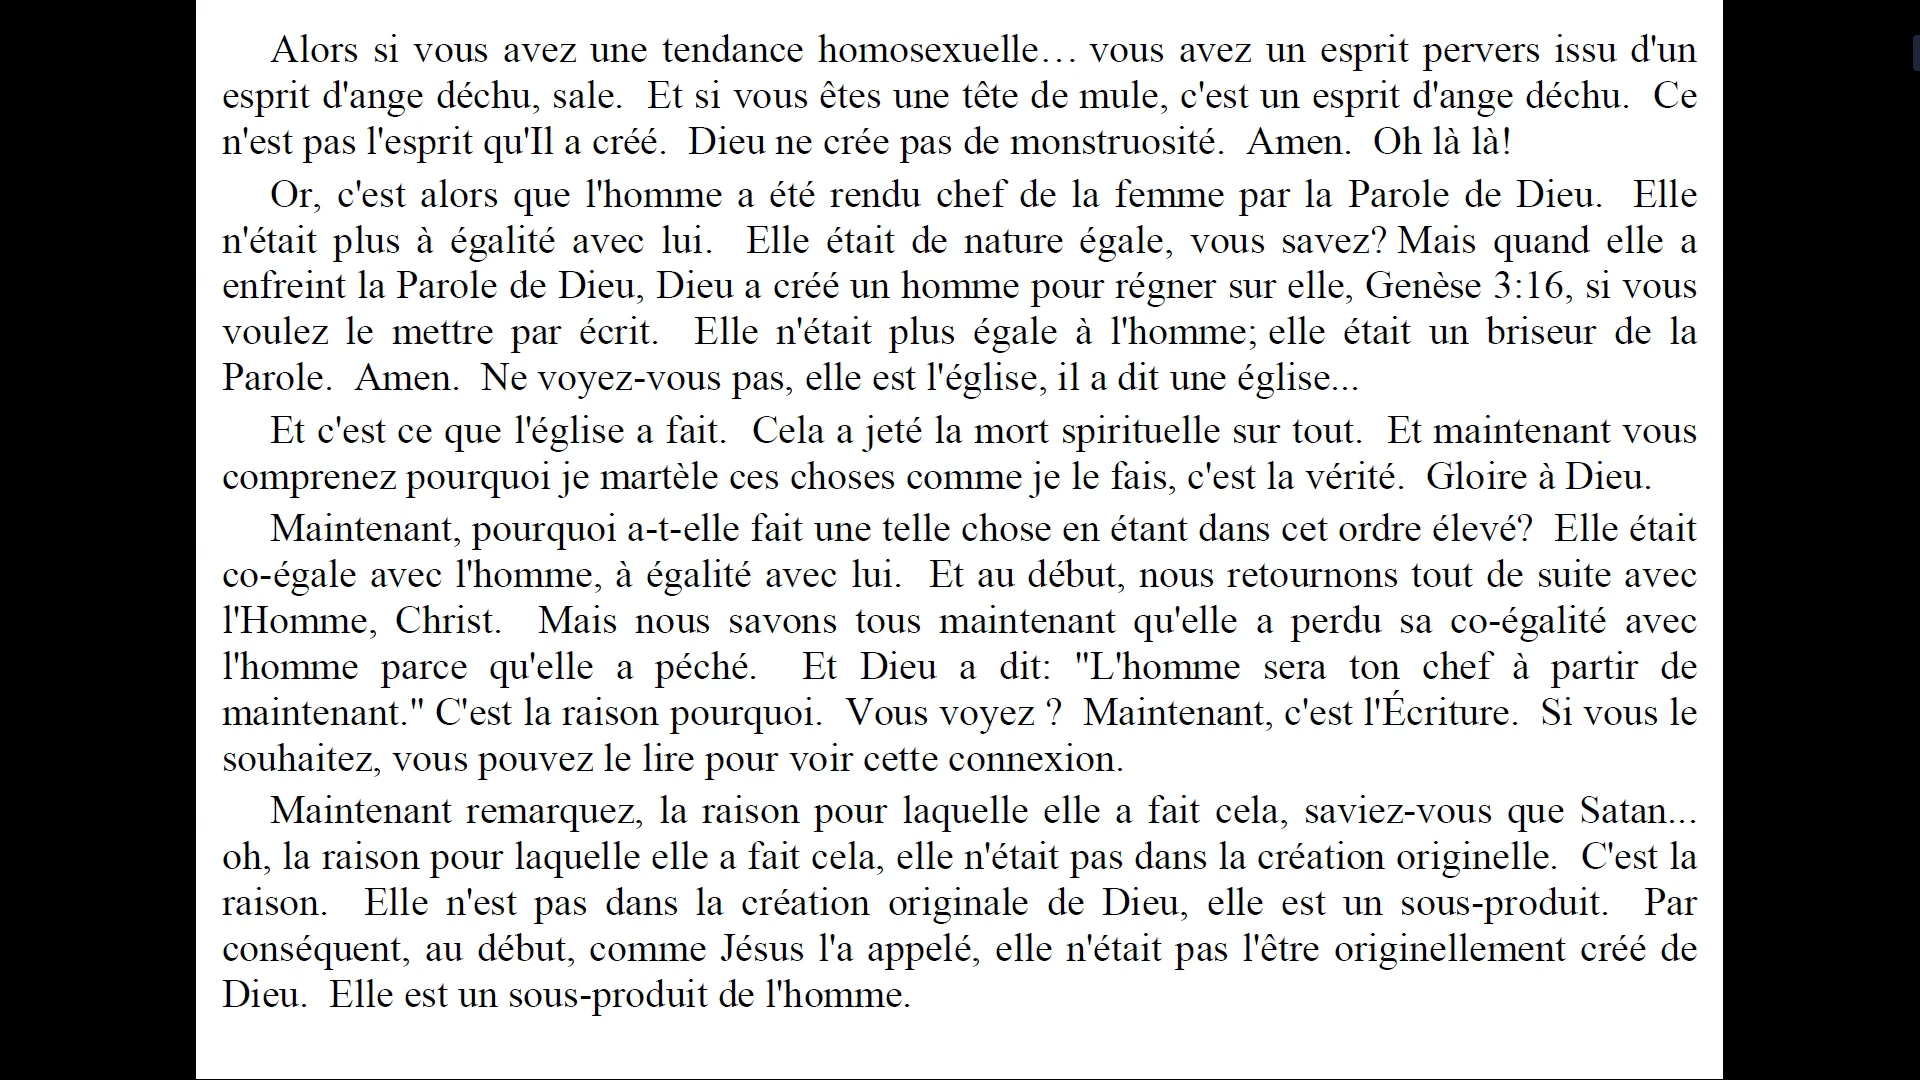 Alors si vous avez une tendance homosexuelle… vous avez un esprit pervers issu d'un
esprit d'ange déchu, sale.  Et si vous êtes une tête de mule, c'est un esprit d'ange déchu.  Ce
n'est pas l'esprit qu'Il a créé.  Dieu ne crée pas de monstruosité.  Amen.  Oh là là!
Or, c'est alors que l'homme a été rendu chef de la femme par la Parole de Dieu.  Elle
n'était plus à égalité avec lui.  Elle était de nature égale, vous savez? Mais quand elle a
enfreint la Parole de Dieu, Dieu a créé un homme pour régner sur elle, Genèse 3:16, si vous
voulez le mettre par écrit.  Elle n'était plus égale à l'homme; elle était un briseur de la
Parole.  Amen.  Ne voyez-vous pas, elle est l'église, il a dit une église...
Et c'est ce que l'église a fait.  Cela a jeté la mort spirituelle sur tout.  Et maintenant vous
comprenez pourquoi je martèle ces choses comme je le fais, c'est la vérité.  Gloire à Dieu.
Maintenant, pourquoi a-t-elle fait une telle chose en étant dans cet ordre élevé?  Elle était
co-égale avec l'homme, à égalité avec lui.  Et au début, nous retournons tout de suite avec
l'Homme, Christ.  Mais nous savons tous maintenant qu'elle a perdu sa co-égalité avec
l'homme parce qu'elle a péché.  Et Dieu a dit: "L'homme sera ton chef à partir de
maintenant." C'est la raison pourquoi.  Vous voyez ?  Maintenant, c'est l'Écriture.  Si vous le
souhaitez, vous pouvez le lire pour voir cette connexion.
Maintenant remarquez, la raison pour laquelle elle a fait cela, saviez-vous que Satan...
oh, la raison pour laquelle elle a fait cela, elle n'était pas dans la création originelle.  C'est la
raison.  Elle n'est pas dans la création originale de Dieu, elle est un sous-produit.  Par
conséquent, au début, comme Jésus l'a appelé, elle n'était pas l'être originellement créé de
Dieu.  Elle est un sous-produit de l'homme.